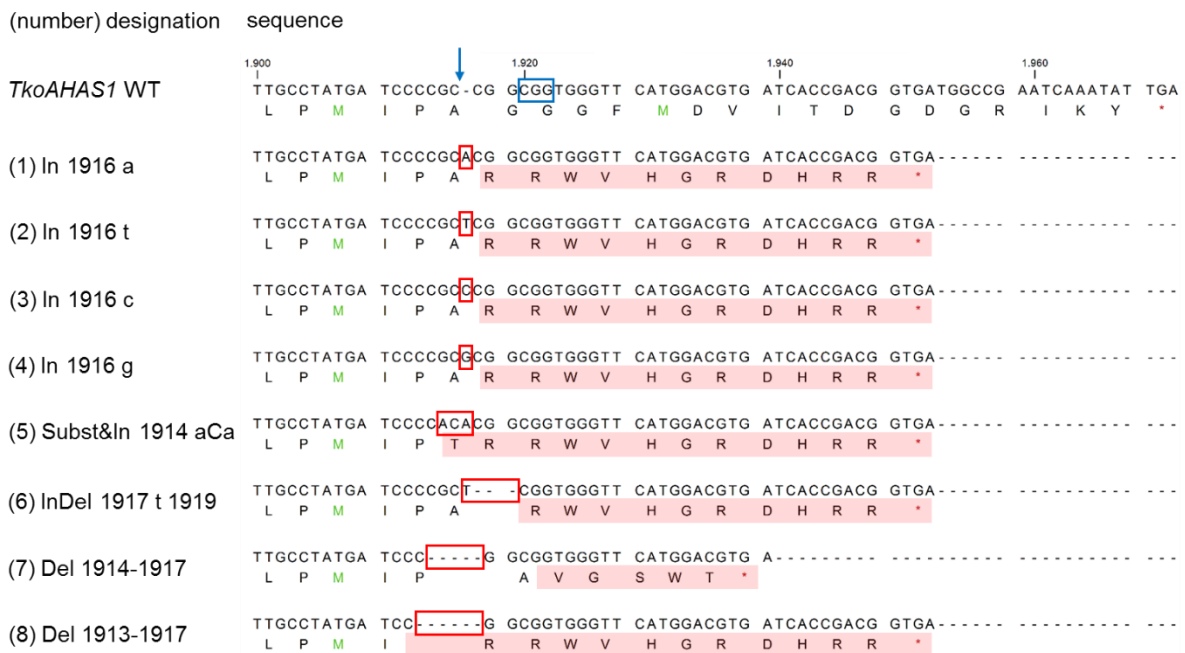 (number) designation sequence
1.900 1.920 1.940 1.960
TkoAHAS1 WT TTGCCTATGA TCCCCGC-CG GCGGTGGGTT CATGGACGTG ATCACCGACG GTGATGGCCG AATCAAATAT TGA
L P M I P A G G G F M D V I T D G D G R I K Y *
(1) In 1916 a TTGCCTATGA TCCCCGCACG GCGGTGGGTT CATGGACGTG ATCACCGACG GTGA------ ---------- ---
L P M I P A R R W V H G R D H R R *
(2) In 1916 t TTGCCTATGA TCCCCGCTCG GCGGTGGGTT CATGGACGTG ATCACCGACG GTGA------ ---------- ---
L P M I P A R R W V H G R D H R R *
(3) In 1916 c TTGCCTATGA TCCCCGCCCG GCGGTGGGTT CATGGACGTG ATCACCGACG GTGA------ ---------- ---
L P M I P A R R W V H G R D H R R *
(4) In 1916 g TTGCCTATGA TCCCCGCGCG GCGGTGGGTT CATGGACGTG ATCACCGACG GTGA------ ---------- ---
L P M I P A R R W V H G R D H R R *
(5) Subst&In 1914 aCa TTGCCTATGA TCCCCACACG GCGGTGGGTT CATGGACGTG ATCACCGACG GTGA------ ---------- ---
L P M I P T R R W V H G R D H R R *
(6) InDel 1917 t 1919 TTGCCTATGA TCCCCGCT-- -CGGTGGGTT CATGGACGTG ATCACCGACG GTGA------ ---------- ---
L P M I P A R W V H G R D H R R *
(7) Del 1914-1917 TTGCCTATGA TCCC-----G GCGGTGGGTT CATGGACGTG A--------- ---------- ---------- ---
L P M I P A V G S W T *
(8) Del 1913-1917 TTGCCTATGA TCC------G GCGGTGGGTT CATGGACGTG ATCACCGACG GTGA------ ---------- ---
L P M I R R W V H G R D H R R *